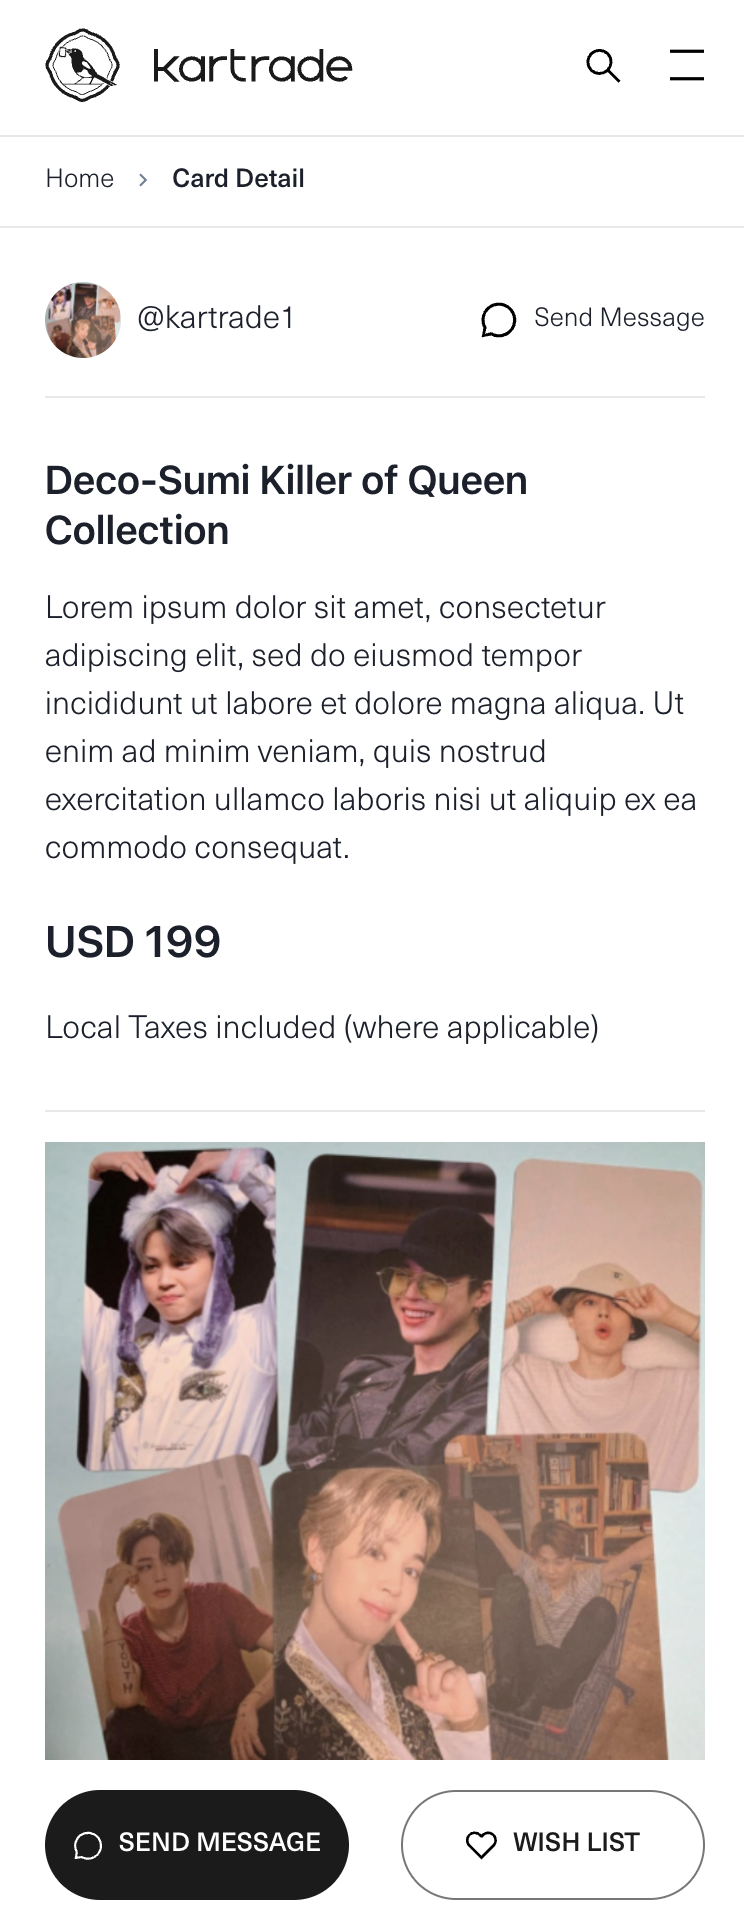 kartrade
Home > Card Detail
@kartrade1
Send Message
Deco-Sumi Killer of Queen
Collection
Lorem ipsum dolor sit amet, consectetur
adipiscing elit, sed do eiusmod tempor
incididunt ut labore et dolore magna aliqua. Ut
enim ad minim veniam, quis nostrud
exercitation ullamco laboris nisi ut aliquip ex ea
commodo consequat.
USD 199
Local Taxes included (where applicable)
YOUTH
SEND MESSAGE
WISH LIST